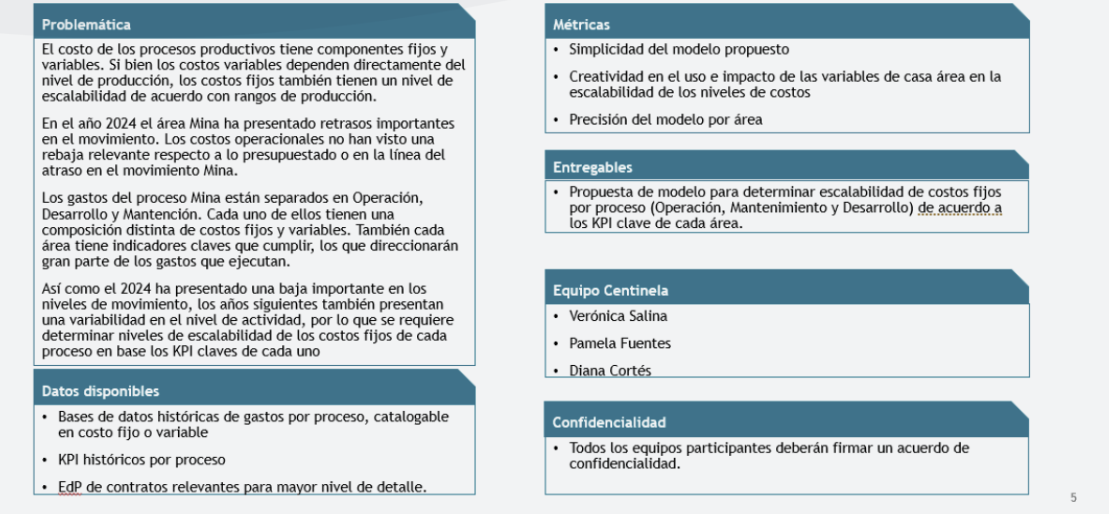 Problemática
El costo de los procesos productivos tiene componentes fijos y
variables. Si bien los costos variables dependen directamente del
nivel de producción, los costos fijos también tienen un nivel de
escalabilidad de acuerdo con rangos de producción.
En el año 2024 el área Mina ha presentado retrasos importantes
en el movimiento. Los costos operacionales no han visto una
rebaja relevante respecto a lo presupuestado o en la línea del
atraso en el movimiento Mina.
Los gastos del proceso Mina están separados en Operación,
Desarrollo y Mantención. Cada uno de ellos tienen una
composición distinta de costos fijos y variables. También cada
área tiene indicadores claves que cumplir, los que direccionarán
gran parte de los gastos que ejecutan.
Así como el 2024 ha presentado una baja importante en los
niveles de movimiento, los años siguientes también presentan
una variabilidad en el nivel de actividad, por lo que se requiere
determinar niveles de escalabilidad de los costos fijos de cada
proceso en base los KPI claves de cada uno
Datos disponibles
• Bases de datos históricas de gastos por proceso, catalogable
en costo fijo o variable
• KPI históricos por proceso
• EdP de contratos relevantes para mayor nivel de detalle.
Métricas
• Simplicidad del modelo propuesto
• Creatividad en el uso e impacto de las variables de casa área en la
escalabilidad de los niveles de costos
• Precisión del modelo por área
Entregables
• Propuesta de modelo para determinar escalabilidad de costos fijos
por proceso (Operación, Mantenimiento y Desarrollo) de acuerdo a
los KPI clave de cada área.
Equipo Centinela
• Verónica Salina
• Pamela Fuentes
• Diana Cortés
Confidencialidad
• Todos los equipos participantes deberán firmar un acuerdo de
confidencialidad.
5